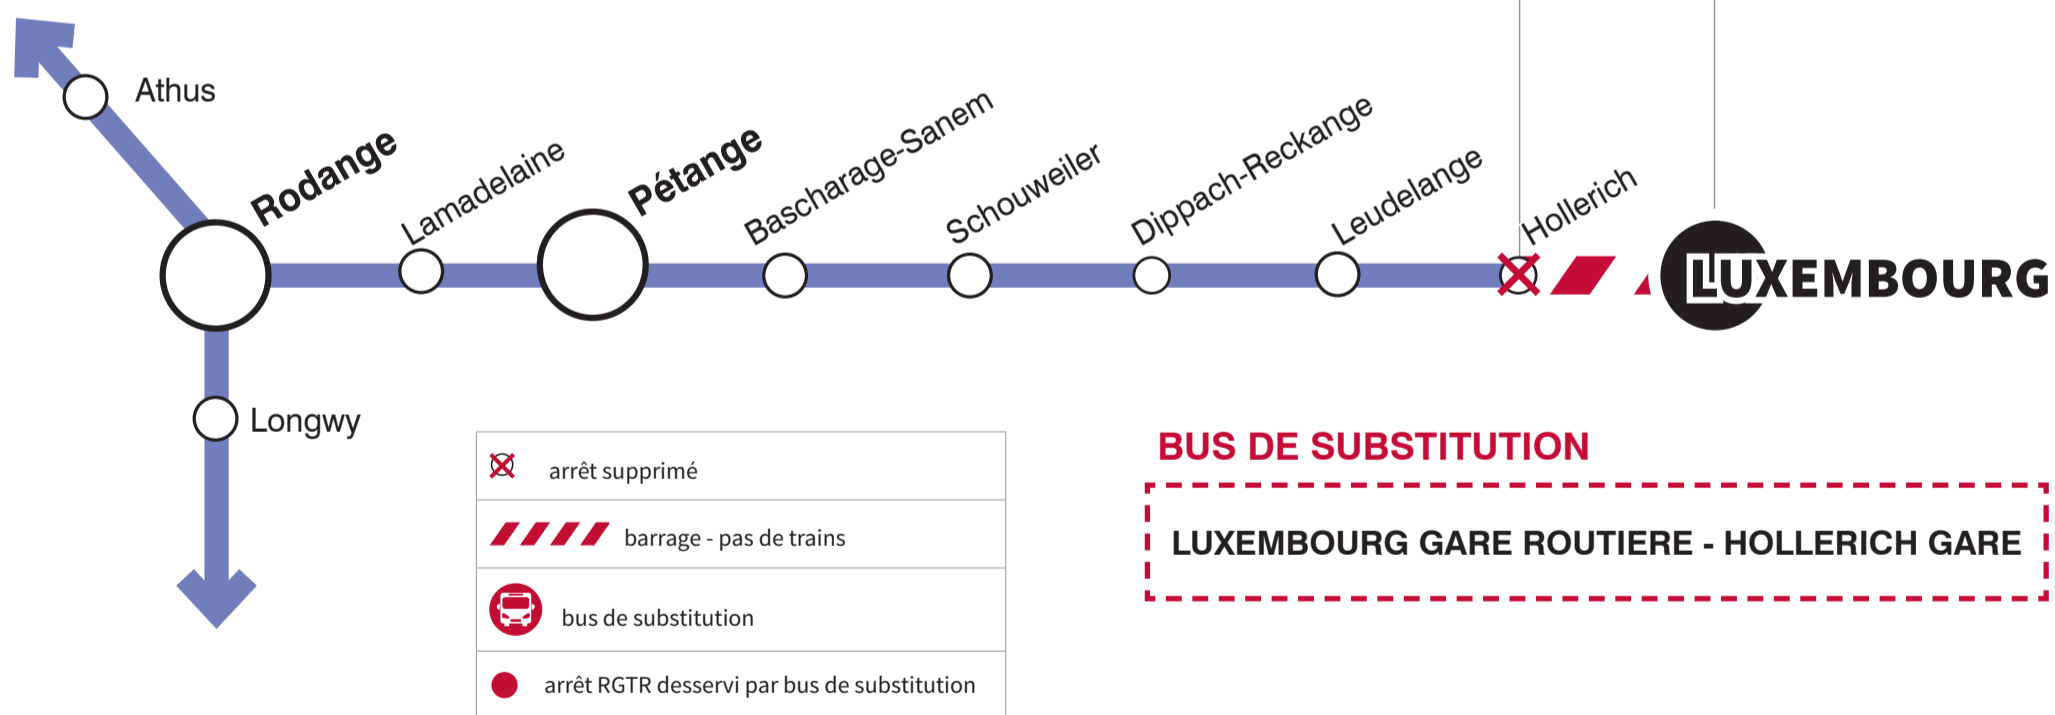 Athus
Rodange
Lamadelaine
Pétange
Bascharage-Sanem
Schouweiler
Dippach-Reckange
Leudelange
Hollerich
LUXEMBOURG
Longwy
arrêt supprimé
barrage - pas de trains
bus de substitution
arrêt RGTR desservi par bus de substitution
BUS DE SUBSTITUTION
LUXEMBOURG GARE ROUTIERE - HOLLERICH GARE